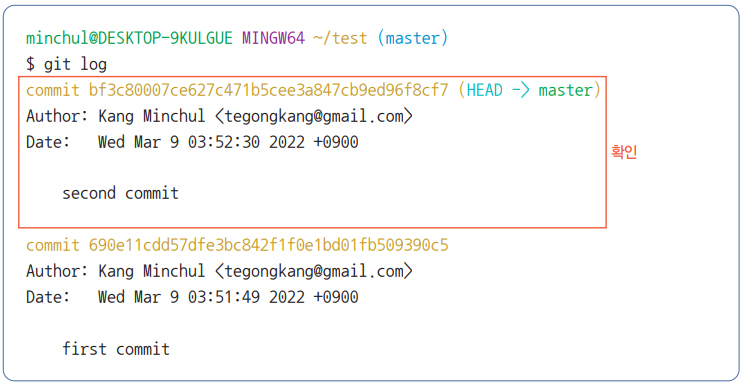 minchul@DESKTOP-9KULGUE MINGW64 ~/test (master)
$ git log
commit bf3c80007ce627c471b5cee3a847cb9ed96f8cf7 (HEAD -> master)
Author: Kang Minchul <tegongkang@gmail.com>
Date:   Wed Mar 9 03:52:30 2022 +0900
확인
second commit
commit 690e11cdd57dfe3bc842f1f0e1bd01fb509390c5
Author: Kang Minchul <tegongkang@gmail.com>
Date:   Wed Mar 9 03:51:49 2022 +0900
first commit